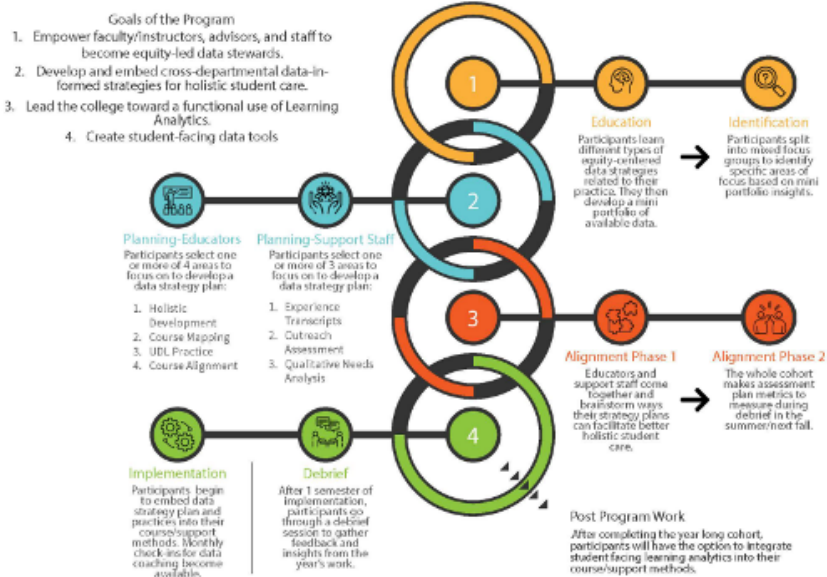 Goals of the Program
1. Empower faculty/instructors, advisors, and staff to
become equity-led data stewards.
2. Develop and embed cross-departmental data-in-
formed strategies for holistic student care.
3. Lead the college toward a functional use of Learning
Analytics.
4. Create student-facing data tools
1
Education
Participants learn
different types of
equity-centered
data strategies
related to their
practice. They then
develop a mini
portfolio of
available data.
Identification
Participants split
into mixed focus
groups to identify
specific areas of
focus based on mini
portfolio insights.
2
Planning-Educators
Participants select one
or more of 4 areas to
focus on to develop a
data strategy plan:
1. Holistic
Development
2. Course Mapping
3. UDL Practice
4. Course Alignment
Planning-Support Staff
Participants select one
or more of 3 areas to
focus on to develop a
data strategy plan:
1. Experience
Transcripts
2. Outreach
Assessment
3. Qualitative Needs
Analysis
3
Alignment Phase 1
Educators and
support staff come
together and
brainstorm ways
their strategy plans
can facilitate better
holistic student
care.
Alignment Phase 2
The whole cohort
makes assessment
plan metrics to
measure during
debrief in the
summer/next fall.
4
Implementation
Participants begin
to embed data
strategy plan and
practices into their
course/support
methods. Monthly
check-ins for data
coaching become
available.
Debrief
After 1 semester of
implementation,
participants go
through a debrief
session to gather
feedback and
insights from the
year's work.
Post Program Work
After completing the year long cohort,
participants will have the option to integrate
student facing learning analytics into their
course/support methods.